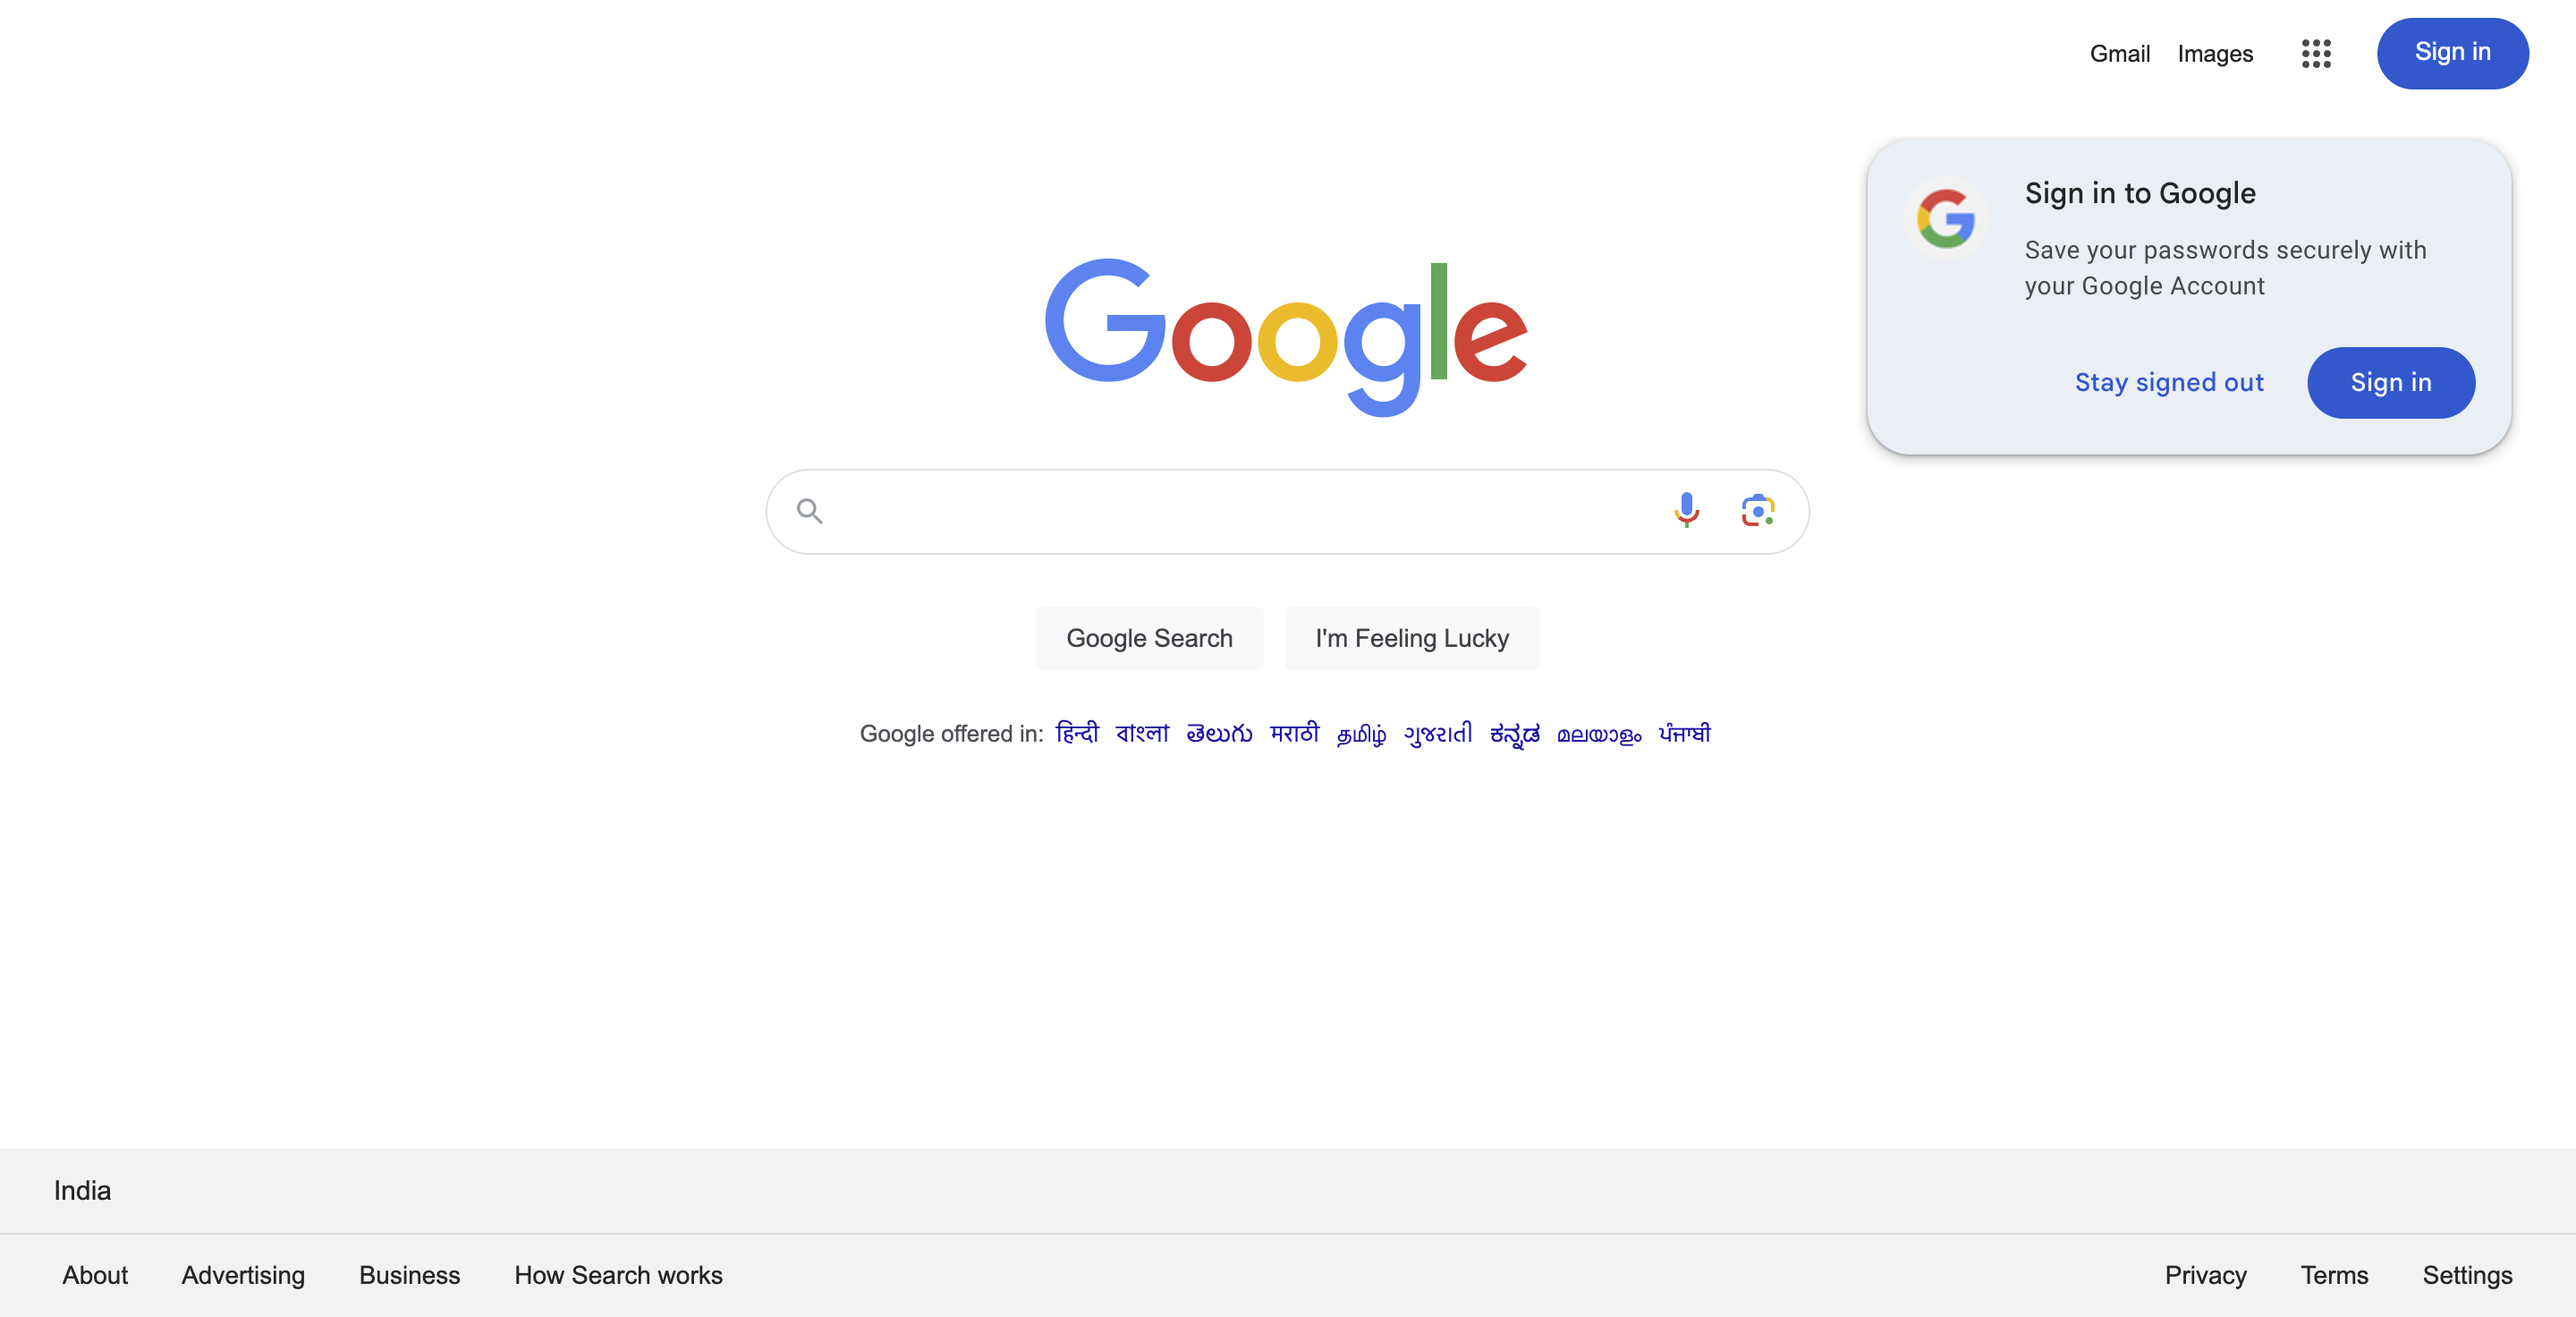 Gmail Images Sign in
Sign in to Google
Save your passwords securely with
your Google Account
Stay signed out Sign in
Google
Google Search I'm Feeling Lucky
Google offered in: हिन्दी বাংলা తెలుగు मराठी தமிழ் ગુજરાતી ಕನ್ನಡ മലയാളം ਪੰਜਾਬੀ
India
About Advertising Business How Search works Privacy Terms Settings